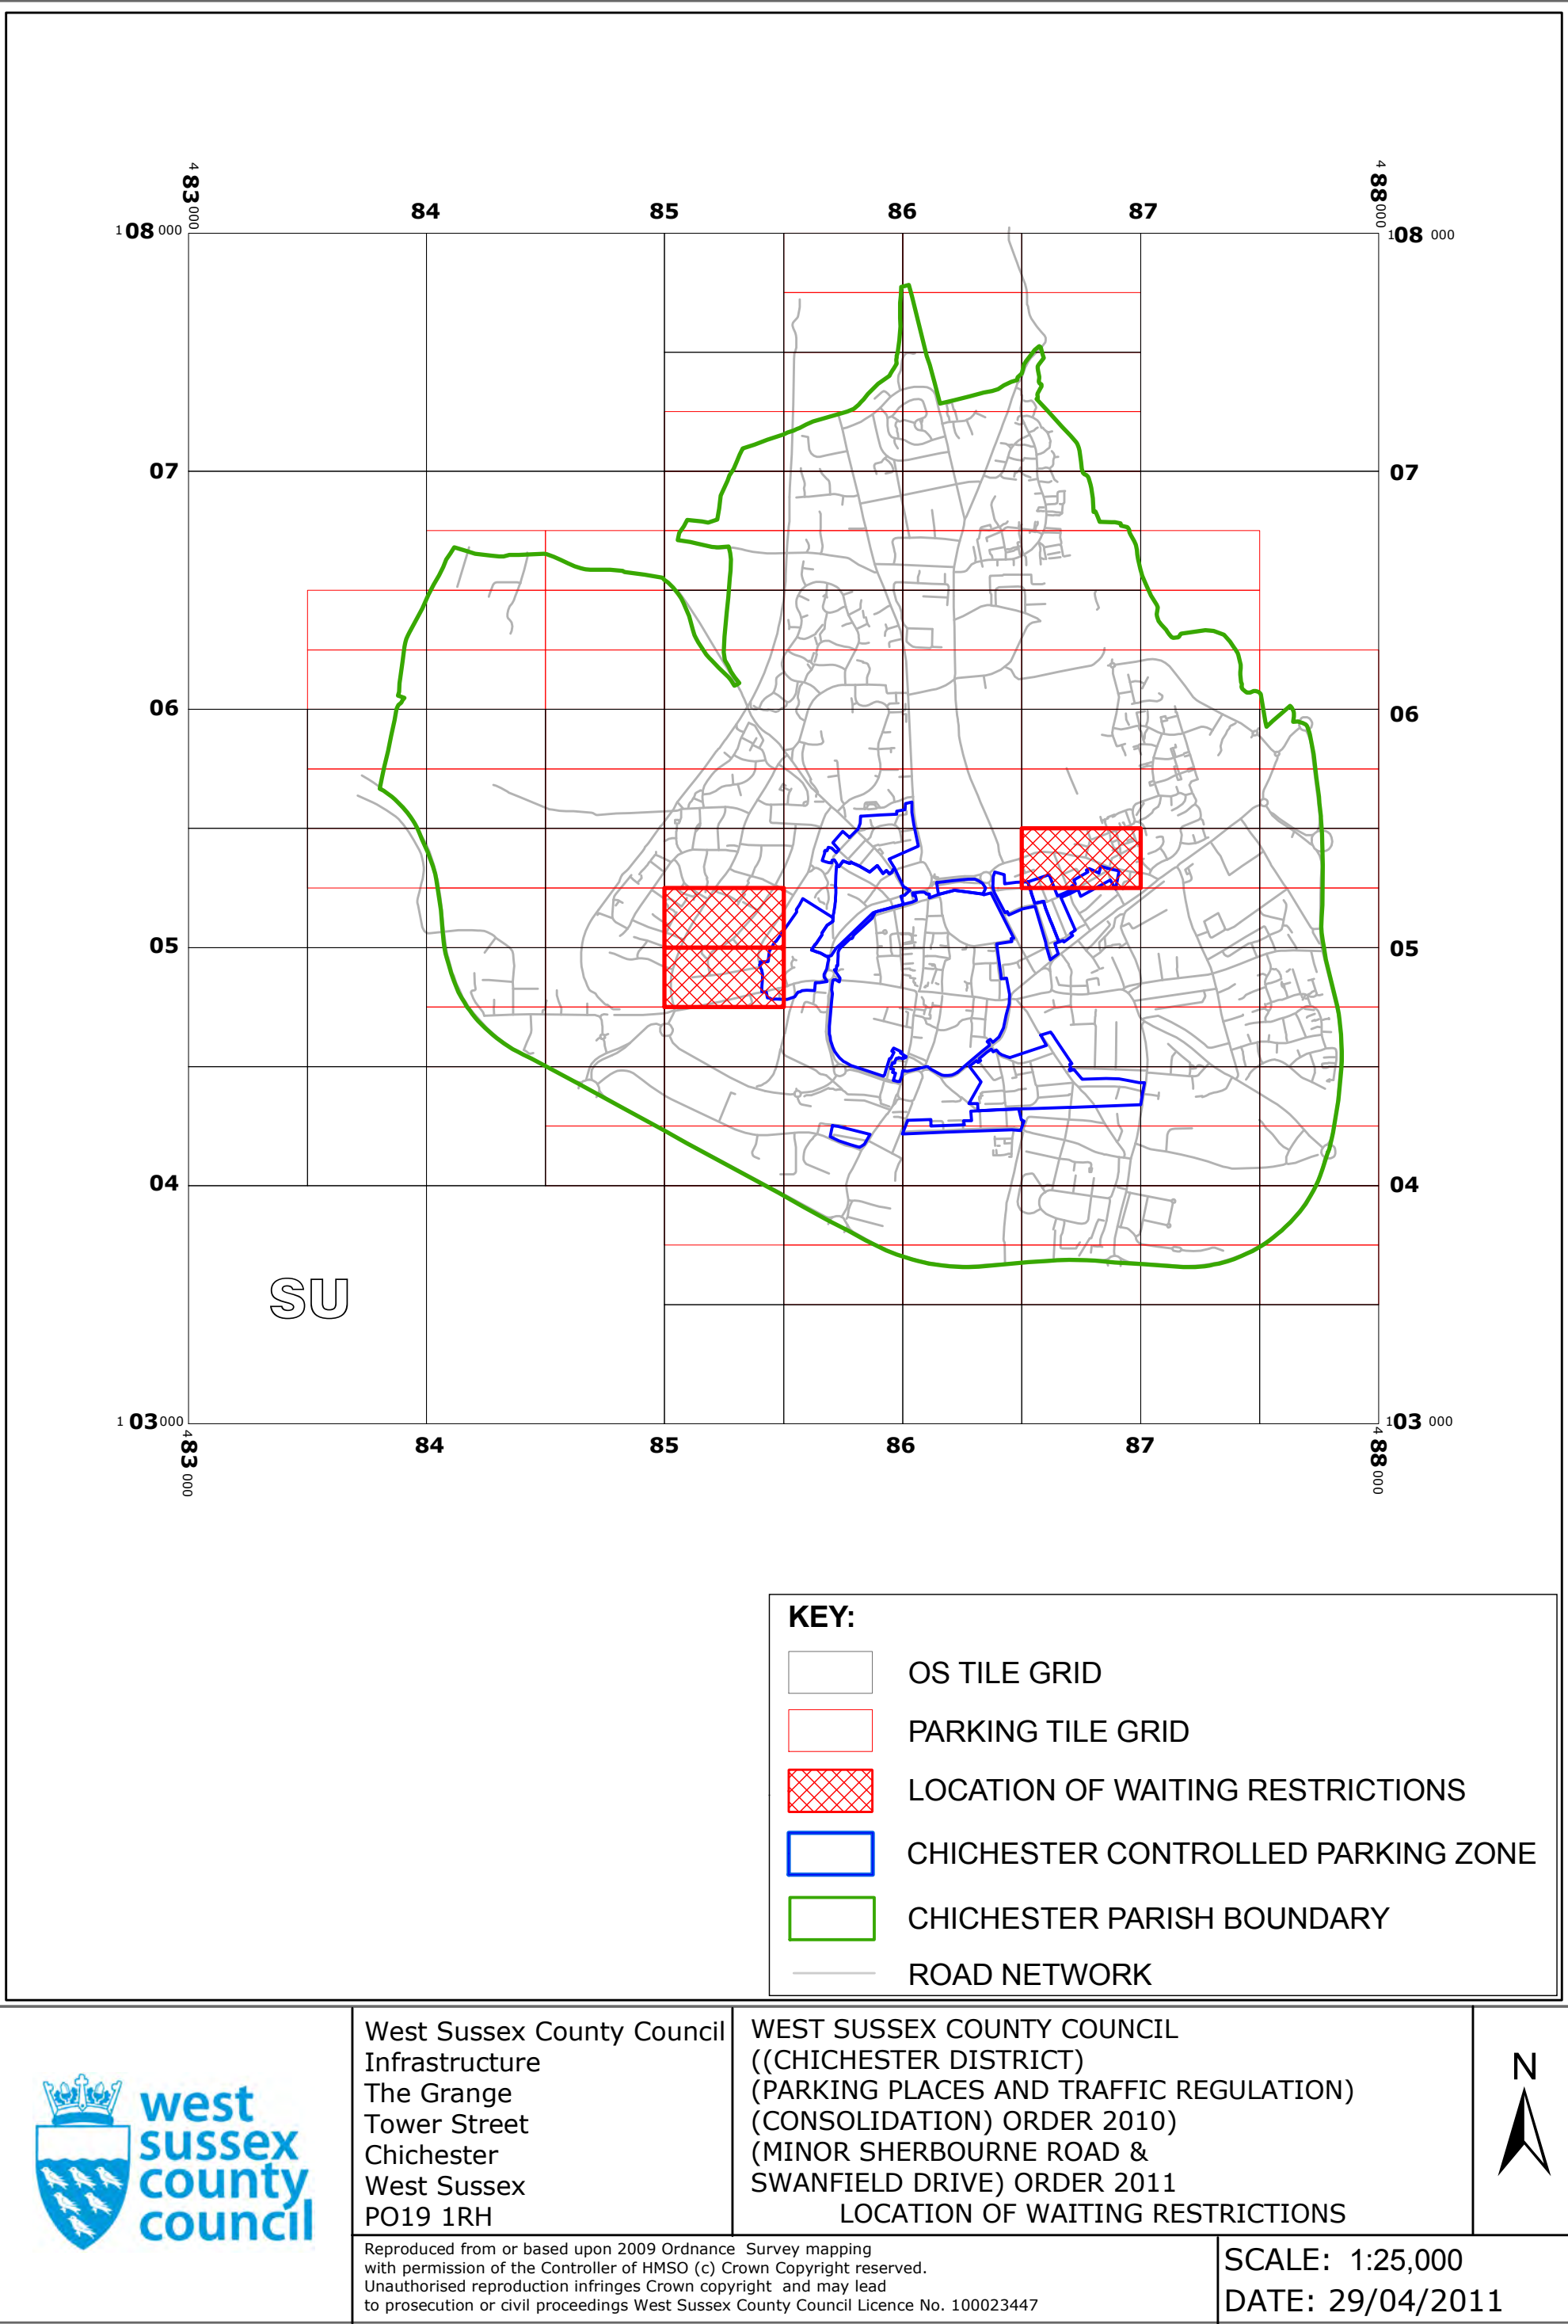 4 83 000
84
85
86
87
4 88 000
1 08 000
1 08 000
07
07
06
06
05
05
04
04
SU
1 03 000
1 03 000
4 83 000
84
85
86
87
4 88 000
KEY:
OS TILE GRID
PARKING TILE GRID
LOCATION OF WAITING RESTRICTIONS
CHICHESTER CONTROLLED PARKING ZONE
CHICHESTER PARISH BOUNDARY
ROAD NETWORK
west
sussex
county
council
West Sussex County Council
Infrastructure
The Grange
Tower Street
Chichester
West Sussex
PO19 1RH
WEST SUSSEX COUNTY COUNCIL
((CHICHESTER DISTRICT)
(PARKING PLACES AND TRAFFIC REGULATION)
(CONSOLIDATION) ORDER 2010)
(MINOR SHERBOURNE ROAD &
SWANFIELD DRIVE) ORDER 2011
LOCATION OF WAITING RESTRICTIONS
N
Reproduced from or based upon 2009 Ordnance Survey mapping
with permission of the Controller of HMSO (c) Crown Copyright reserved.
Unauthorised reproduction infringes Crown copyright and may lead
to prosecution or civil proceedings West Sussex County Council Licence No. 100023447
SCALE: 1:25,000
DATE: 29/04/2011